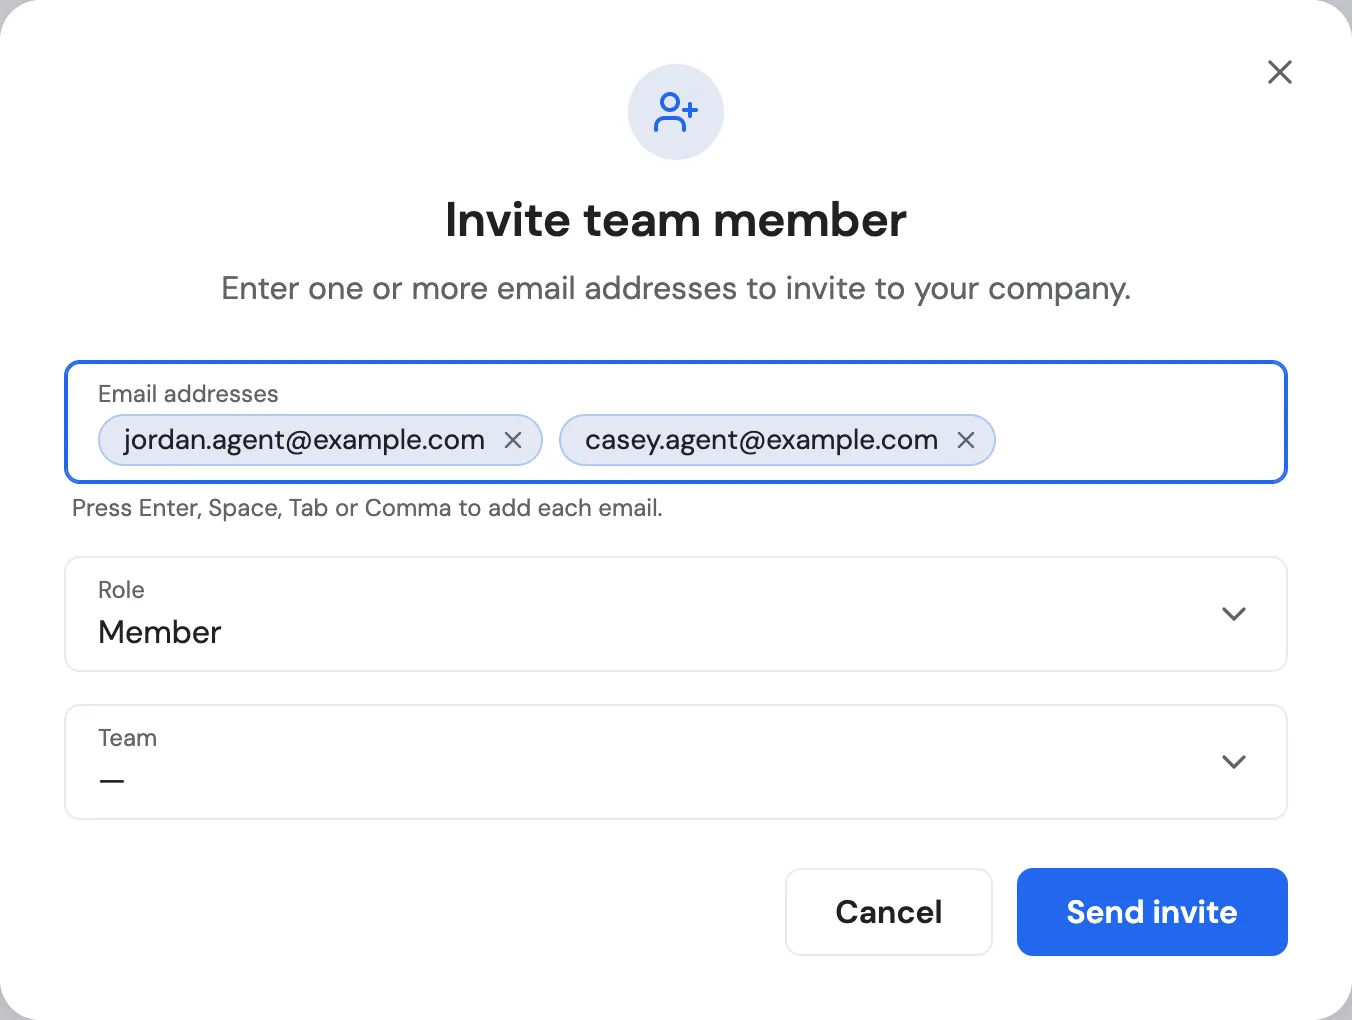 Invite team member
Enter one or more email addresses to invite to your company.
Email addresses
jordan.agent@example.com casey.agent@example.com
Press Enter, Space, Tab or Comma to add each email.
Role
Member
Team
—
Cancel Send invite